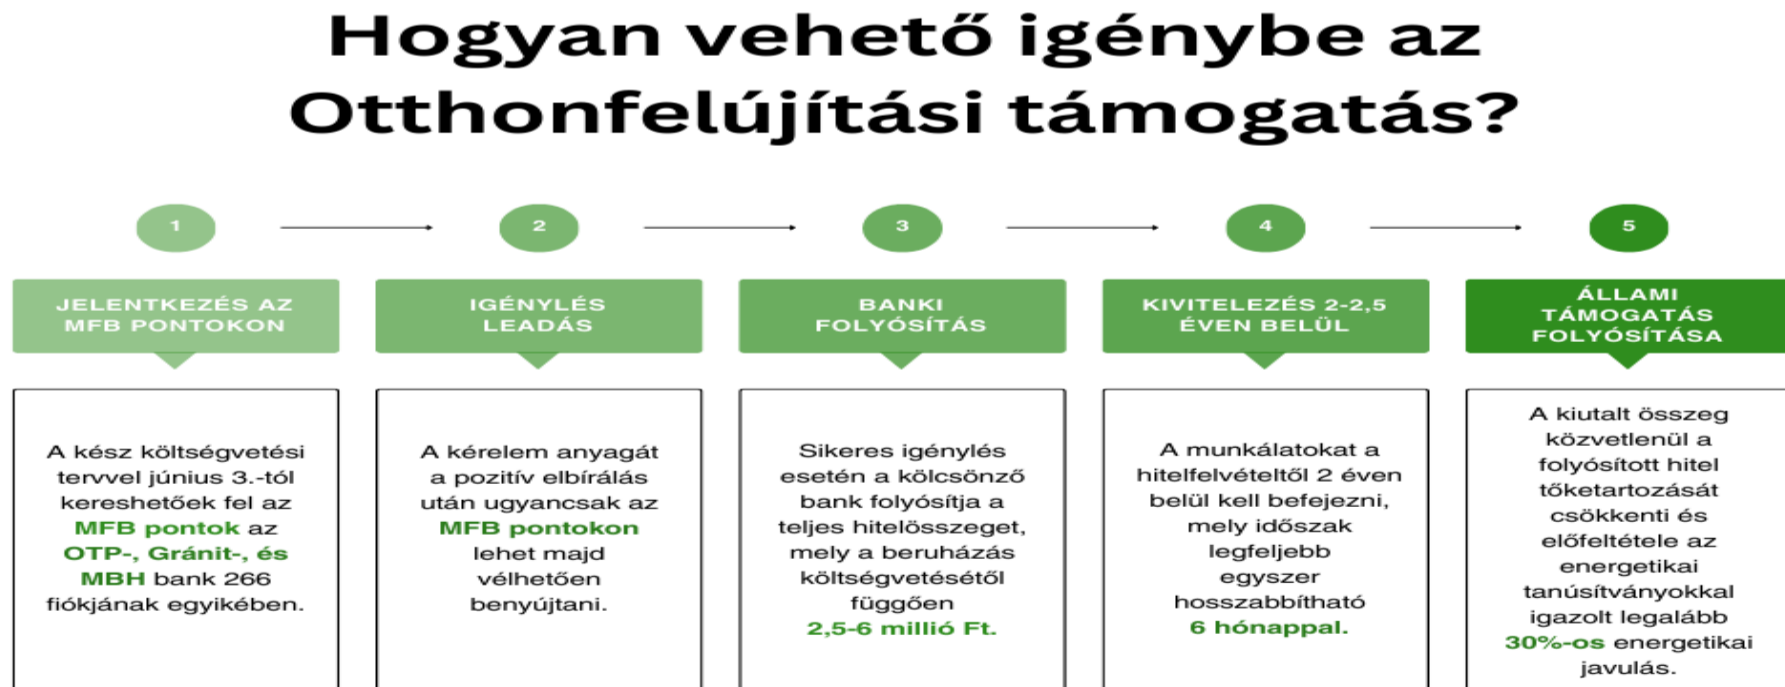 Hogyan vehető igénybe az
Otthonfelújítási támogatás?
1
2
3
4
5
JELENTKEZÉS AZ
MFB PONTOKON
IGÉNYLÉS
LEADÁS
BANKI
FOLYÓSÍTÁS
KIVITELEZÉS 2-2,5
ÉVEN BELÜL
ÁLLAMI
TÁMOGATÁS
FOLYÓSÍTÁSA
A kész költségvetési
tervvel június 3.-tól
kereshetőek fel az
MFB pontok az
OTP-, Gránit-, és
MBH bank 266
fiókjának egyikében.
A kérelem anyagát
a pozitív elbírálás
után ugyancsak az
MFB pontokon
lehet majd
vélhetően
benyújtani.
Sikeres igénylés
esetén a kölcsönző
bank folyósítja a
teljes hitelösszeget,
mely a beruházás
költségvetésétől
függően
2,5-6 millió Ft.
A munkálatokat a
hitelfelvételtől 2 éven
belül kell befejezni,
mely időszak
legfeljebb
egyszer
hosszabbítható
6 hónappal.
A kiutalt összeg
közvetlenül a
folyósított hitel
tőketartozását
csökkenti és
előfeltétele az
energetikai
tanúsítványokkal
igazolt legalább
30%-os energetikai
javulás.